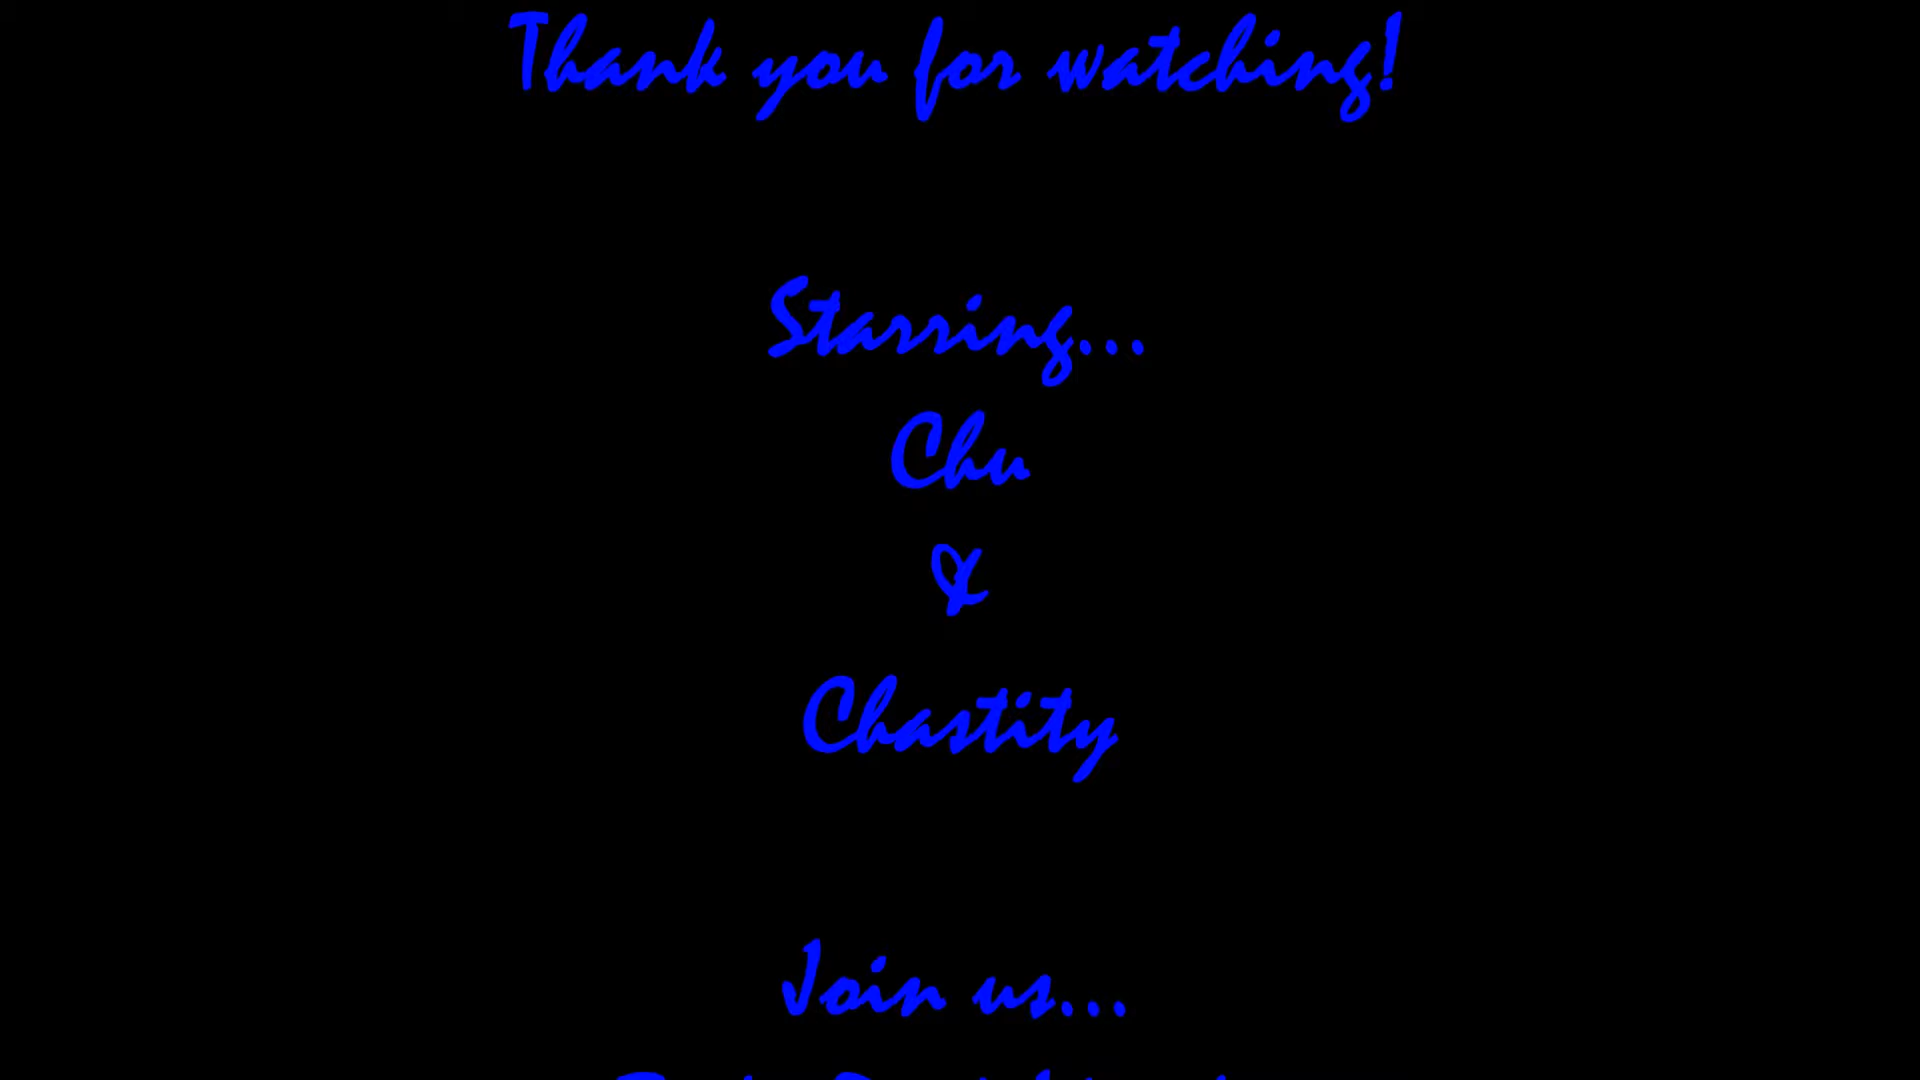 Thank you for watching!
Starring...
Chu
&
Chastity
Join us...